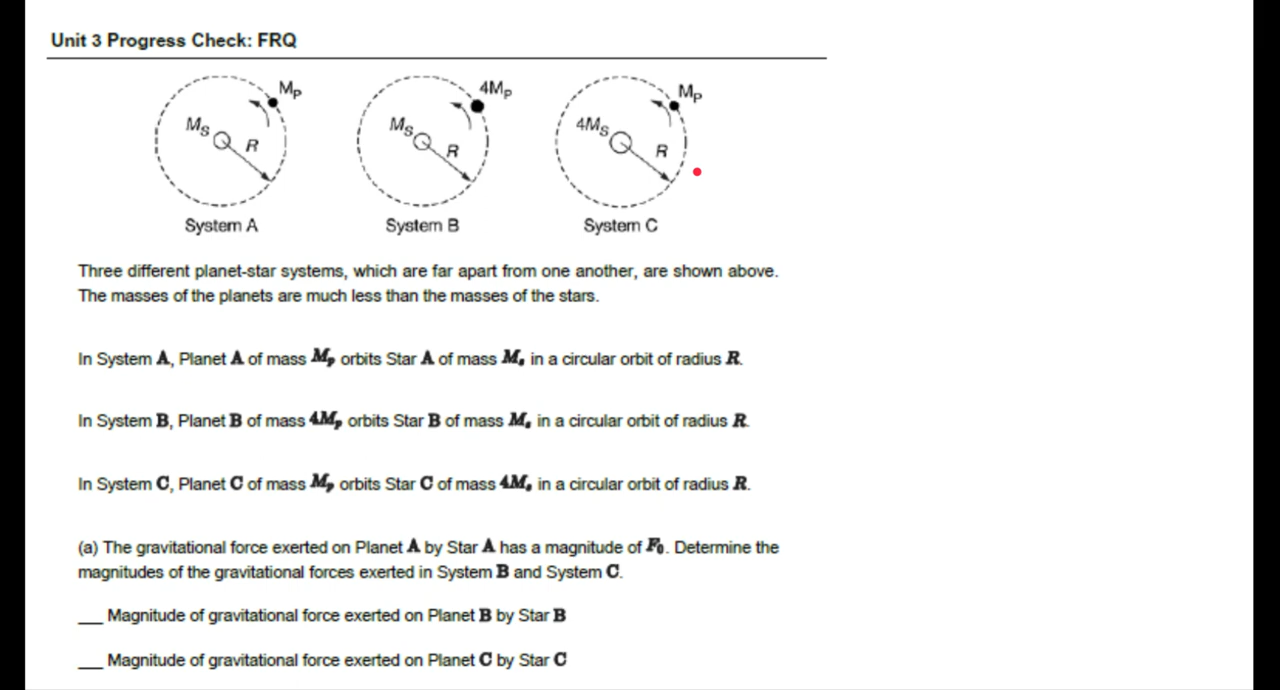 Unit 3 Progress Check: FRQ
Mₚ 4Mₚ Mₚ
Mₛ Mₛ 4Mₛ
R R R
System A System B System C
Three different planet-star systems, which are far apart from one another, are shown above.
The masses of the planets are much less than the masses of the stars.
In System A, Planet A of mass Mₚ orbits Star A of mass Mₛ in a circular orbit of radius R.
In System B, Planet B of mass 4Mₚ orbits Star B of mass Mₛ in a circular orbit of radius R.
In System C, Planet C of mass Mₚ orbits Star C of mass 4Mₛ in a circular orbit of radius R.
(a) The gravitational force exerted on Planet A by Star A has a magnitude of F₀. Determine the
magnitudes of the gravitational forces exerted in System B and System C.
___ Magnitude of gravitational force exerted on Planet B by Star B
___ Magnitude of gravitational force exerted on Planet C by Star C